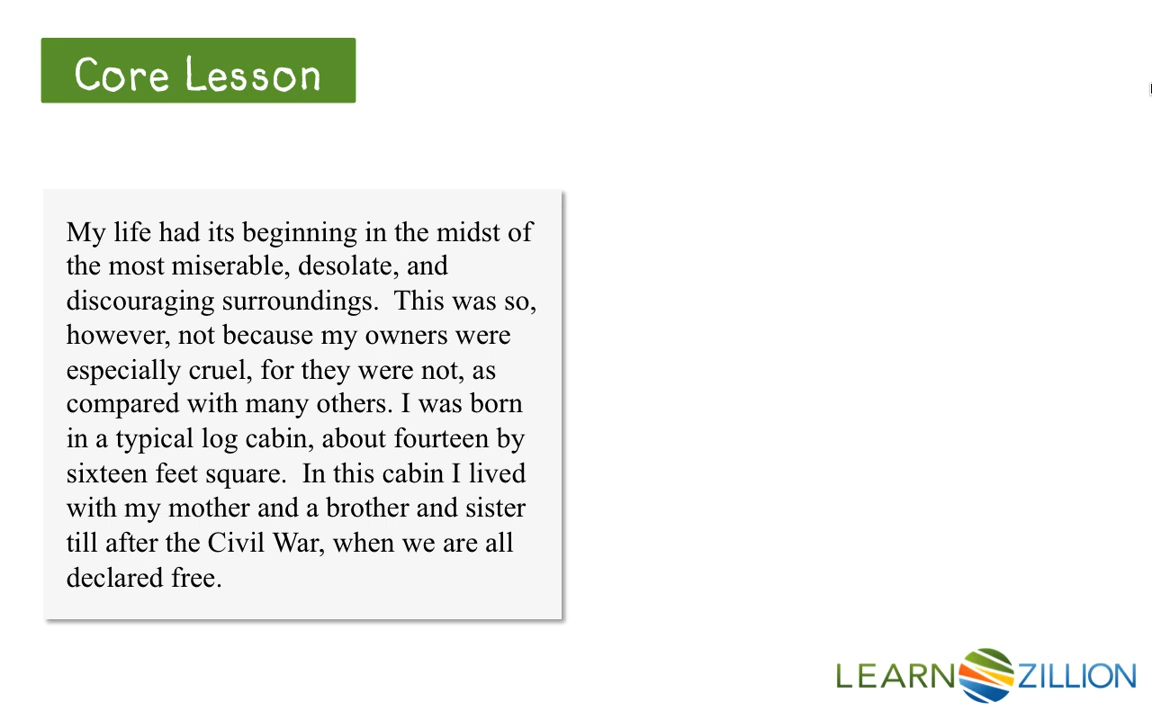 Core Lesson
My life had its beginning in the midst of
the most miserable, desolate, and
discouraging surroundings.  This was so,
however, not because my owners were
especially cruel, for they were not, as
compared with many others. I was born
in a typical log cabin, about fourteen by
sixteen feet square.  In this cabin I lived
with my mother and a brother and sister
till after the Civil War, when we are all
declared free.
LEARN ZILLION